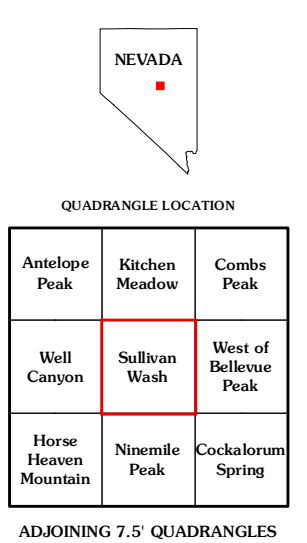 NEVADA
QUADRANGLE LOCATION
Antelope
Peak
Kitchen
Meadow
Combs
Peak
Well
Canyon
Sullivan
Wash
West of
Bellevue
Peak
Horse
Heaven
Mountain
Ninemile
Peak
Cockalorum
Spring
ADJOINING 7.5' QUADRANGLES